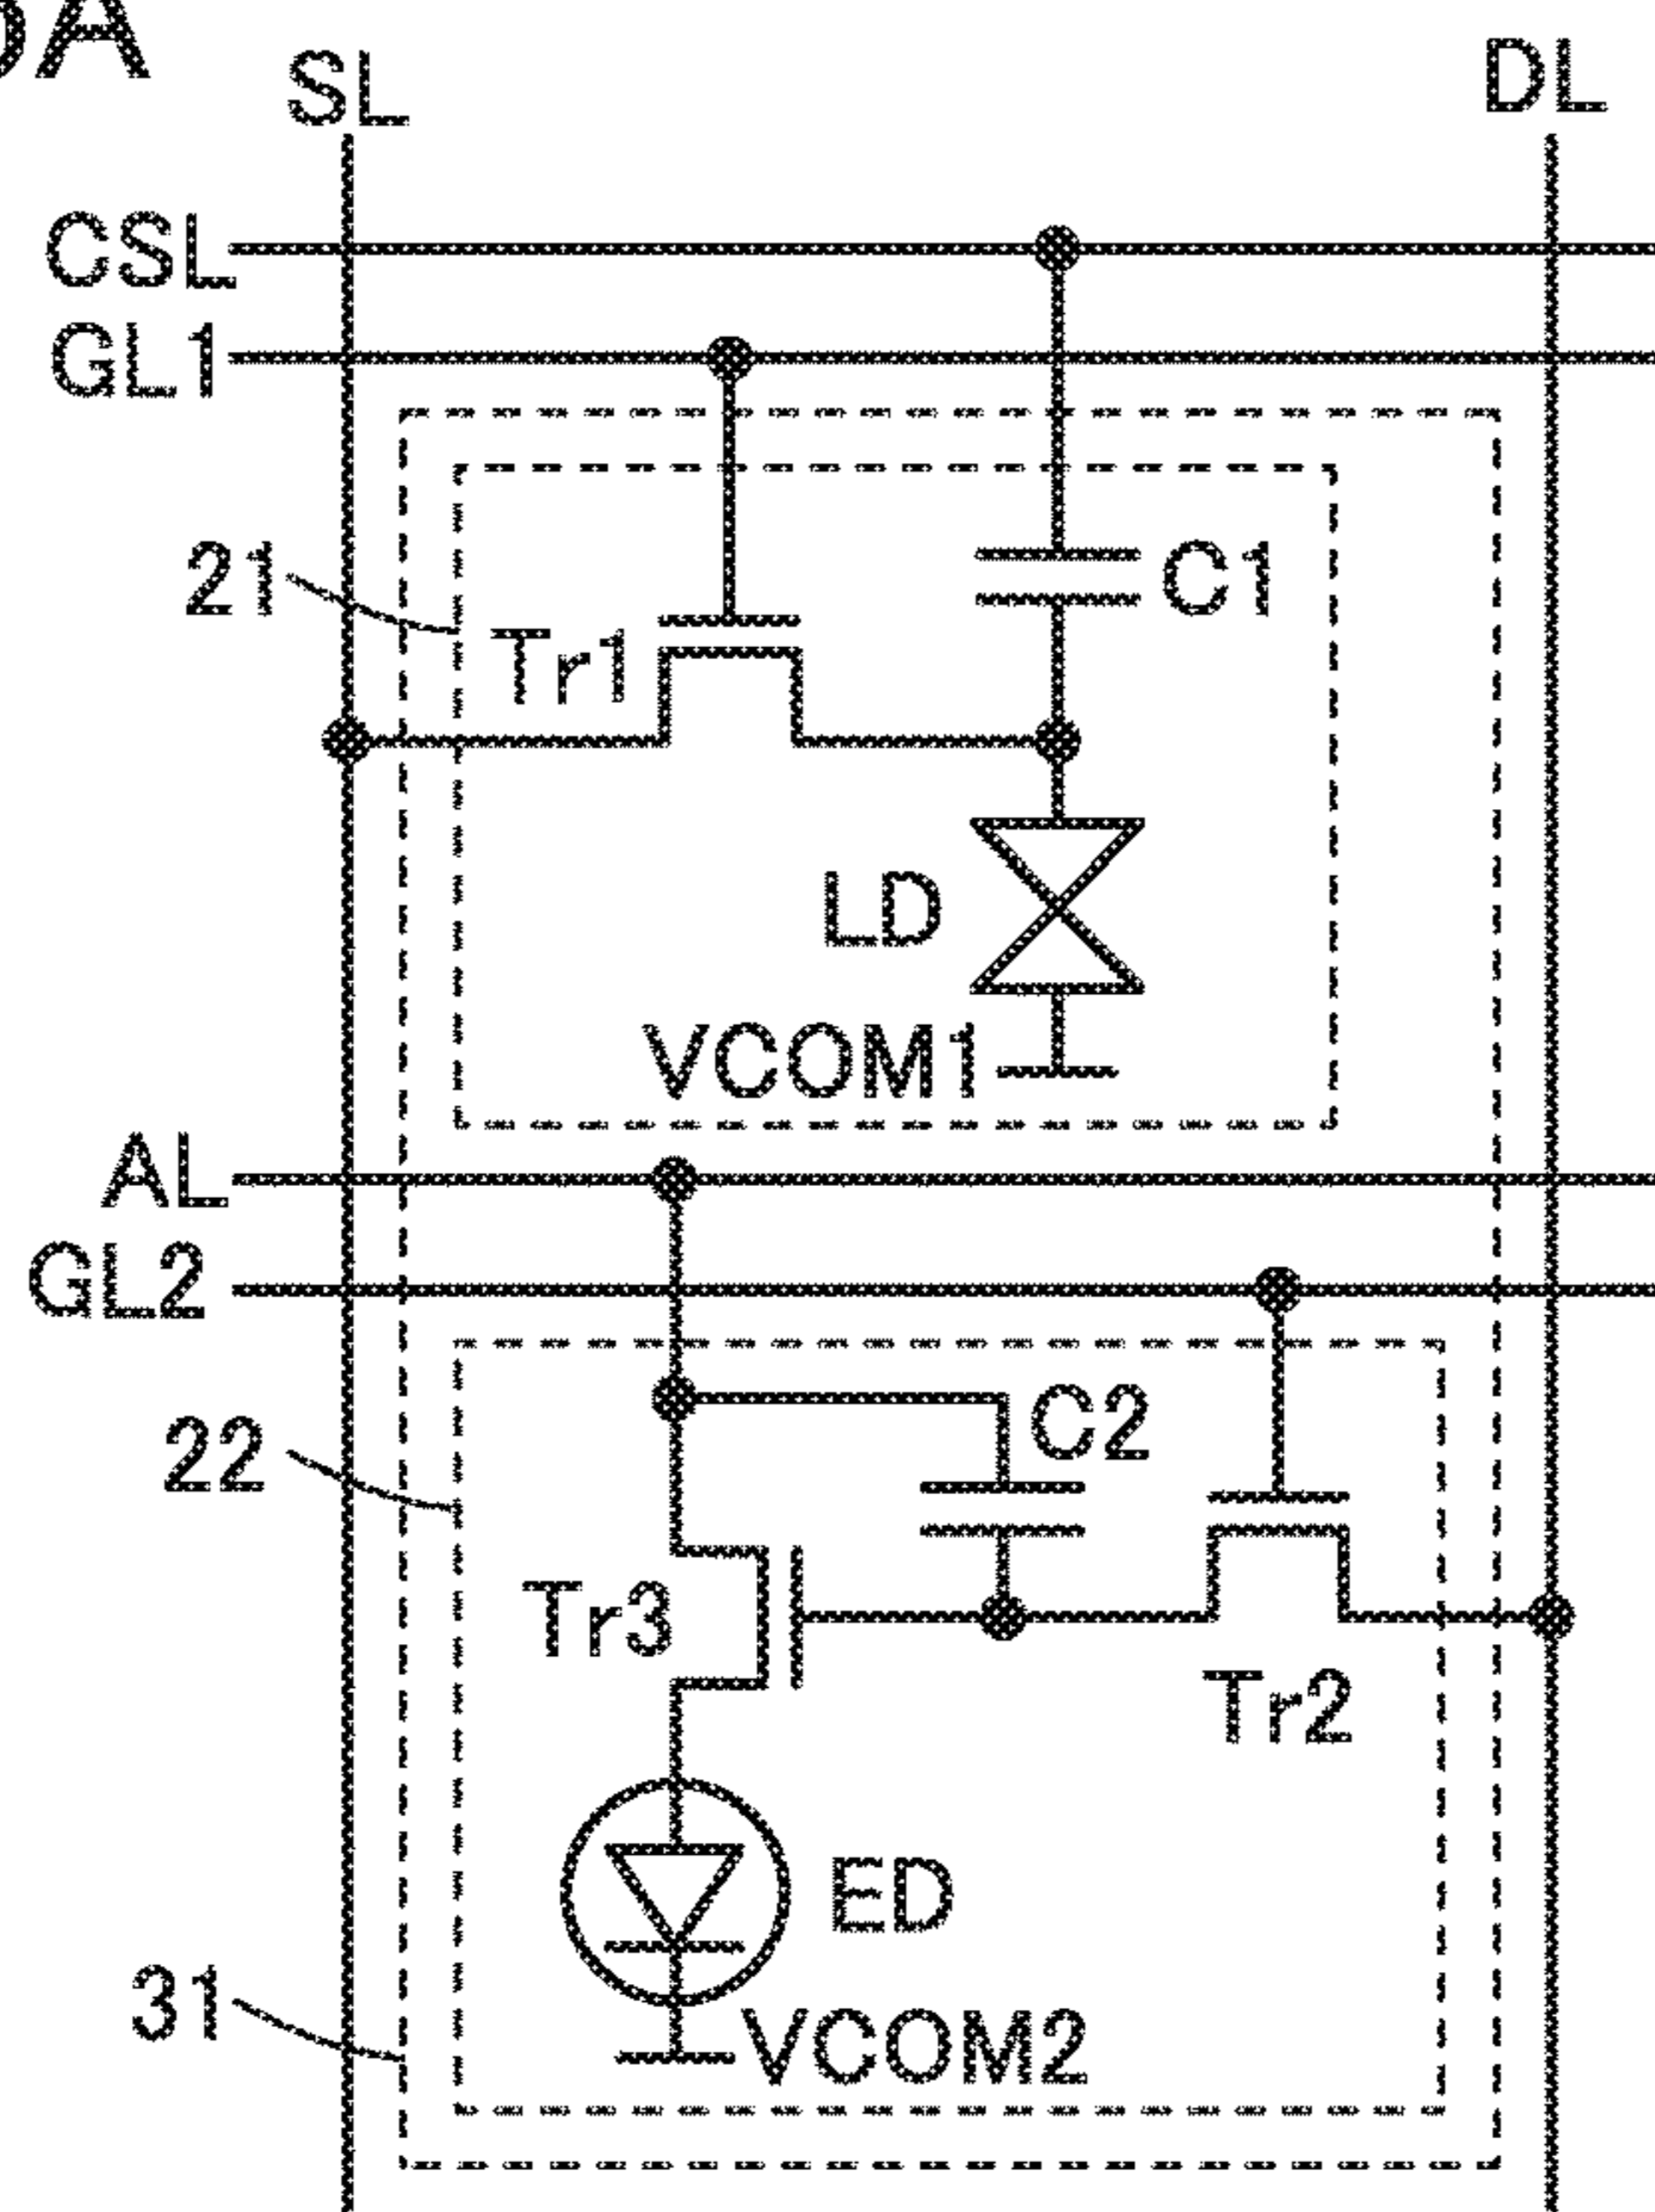 SL
DL
CSL
GL1
21
Tr1
C1
LD
VCOM1
AL
GL2
22
C2
Tr3
Tr2
ED
31
VCOM2